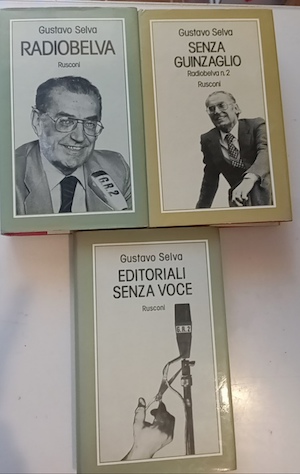 Gustavo Selva
RADIOBELVA
Rusconi
GR2
Gustavo Selva
SENZA
GUINZAGLIO
Radiobelva n.2
Rusconi
Gustavo Selva
EDITORIALI
SENZA VOCE
Rusconi
GR2